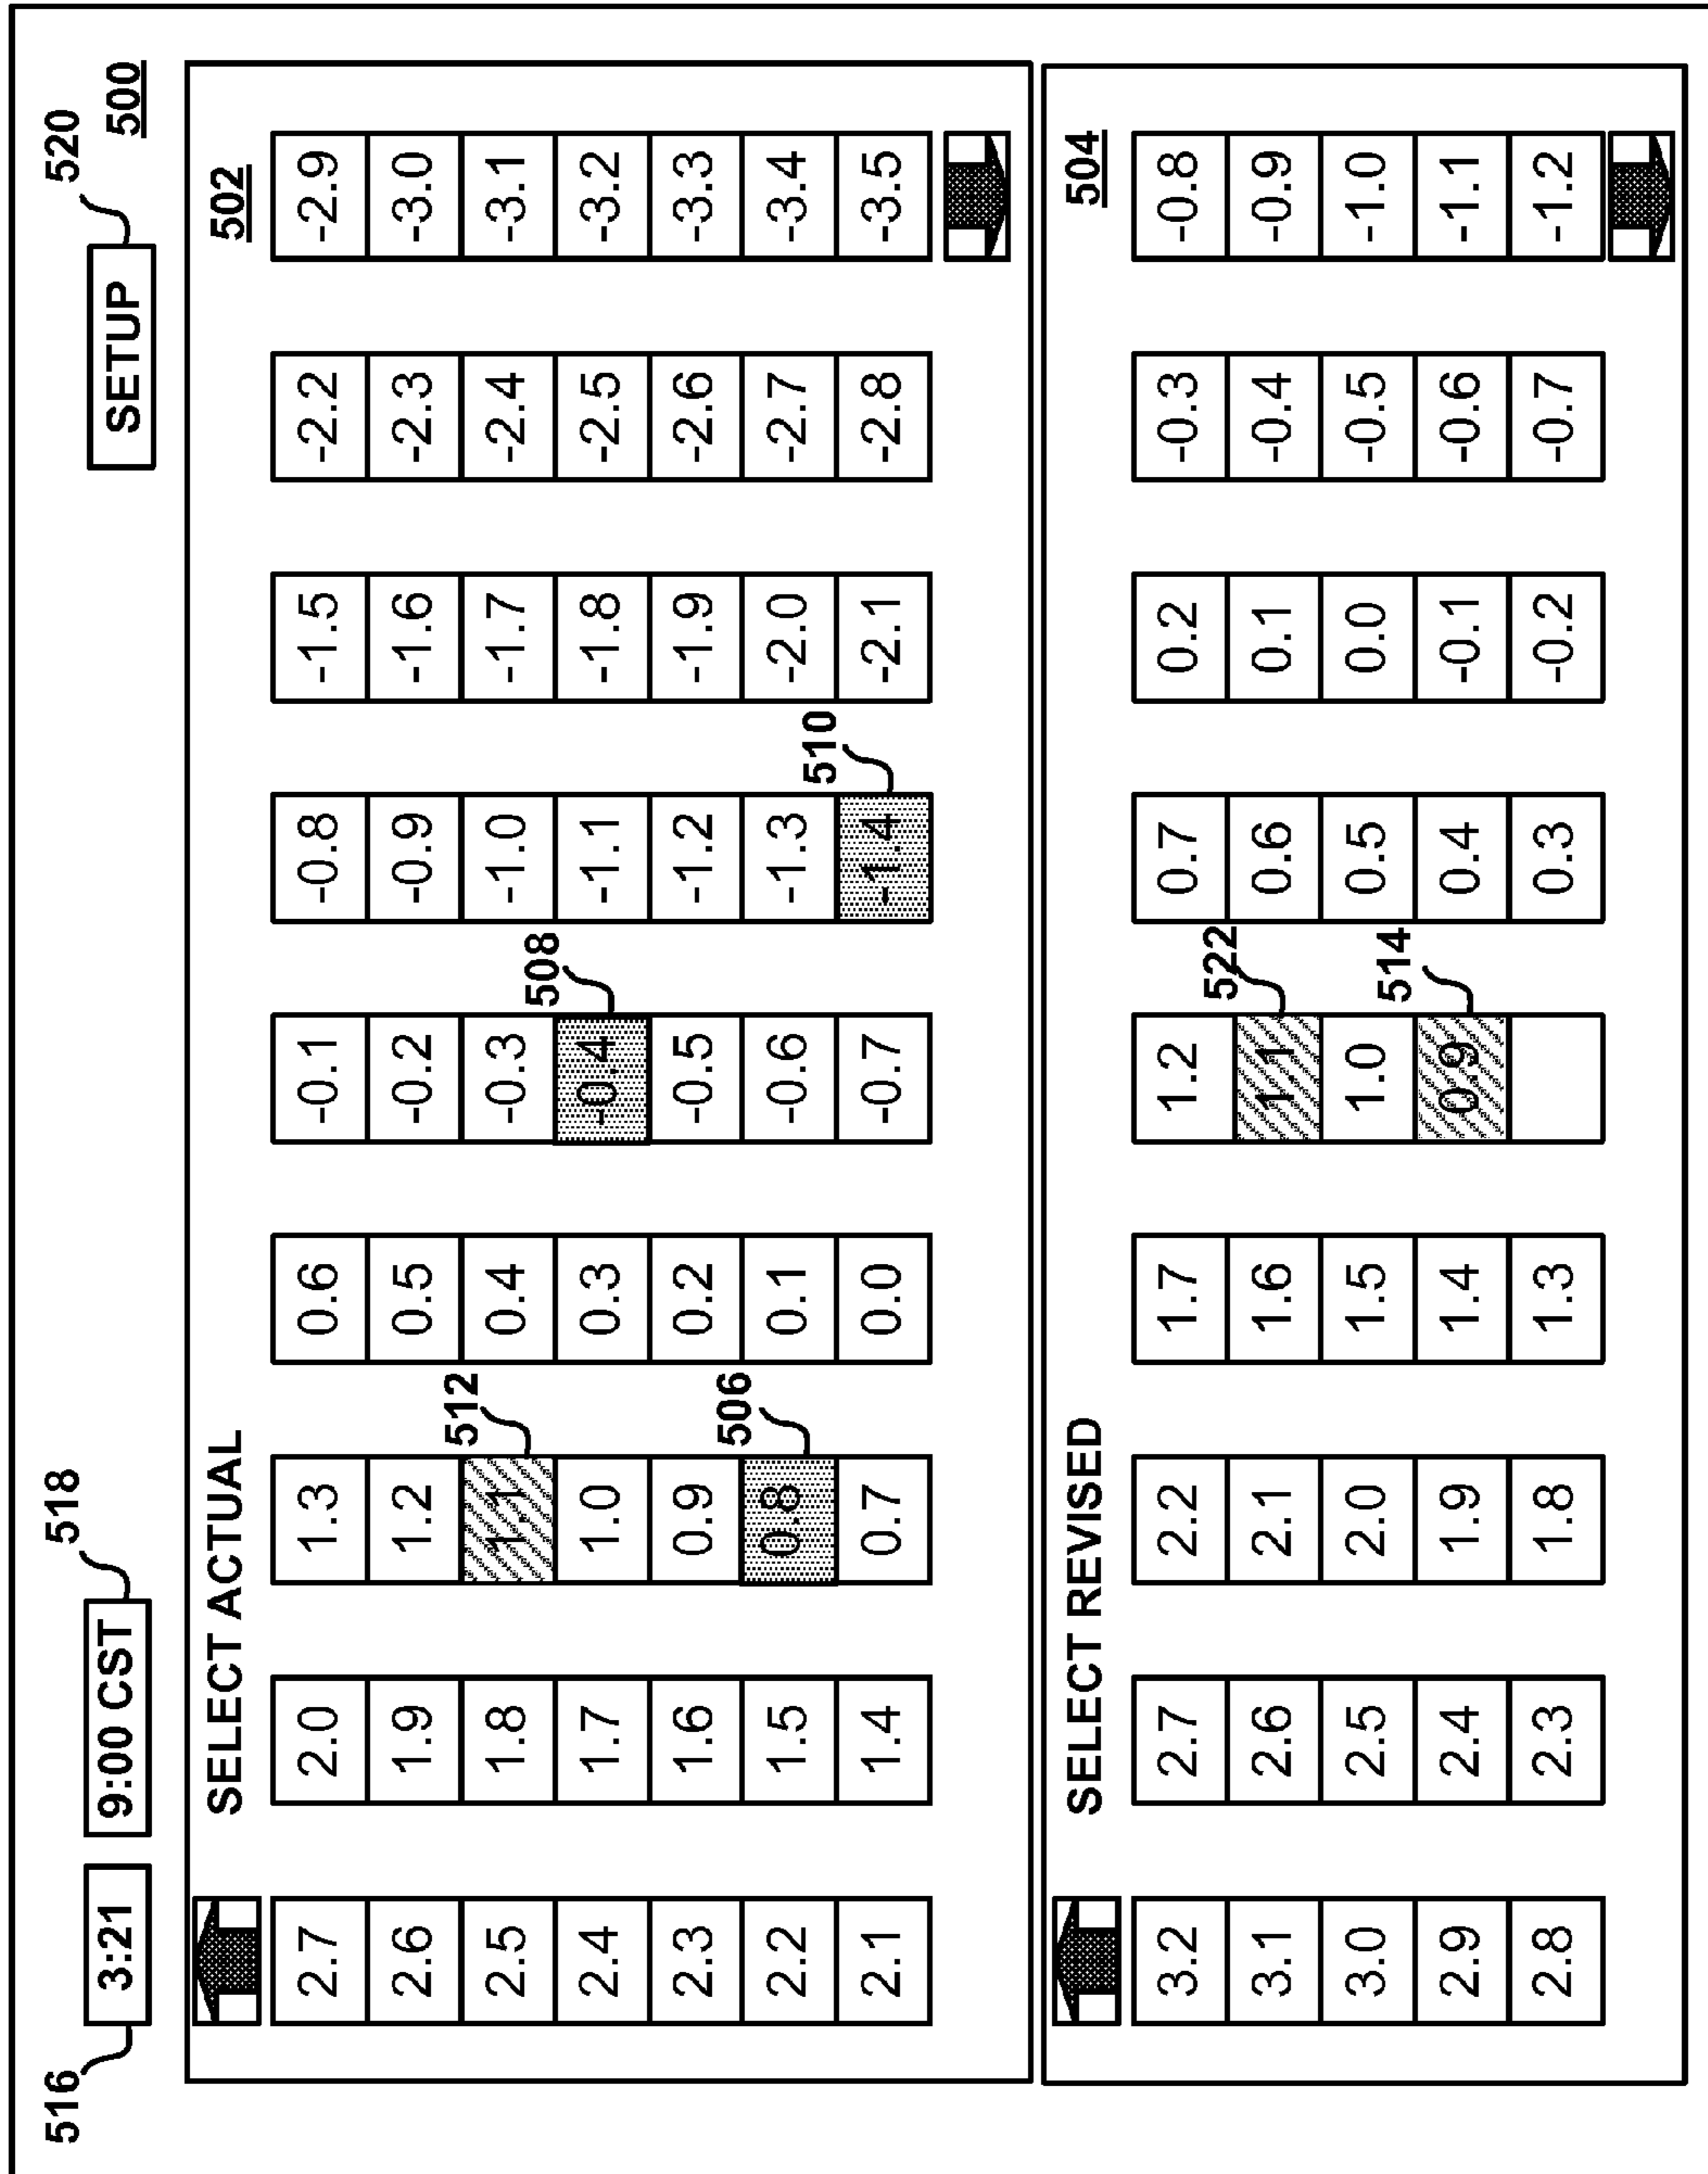 516 518 520
3:21 9:00 CST SETUP 500
SELECT ACTUAL 502
2.7 2.0 1.3 0.6 -0.1 -0.8 -1.5 -2.2 -2.9
2.6 1.9 1.2 0.5 -0.2 -0.9 -1.6 -2.3 -3.0
512
2.5 1.8 1.1 0.4 -0.3 -1.0 -1.7 -2.4 -3.1
508
2.4 1.7 1.0 0.3 -0.4 -1.1 -1.8 -2.5 -3.2
2.3 1.6 0.9 0.2 -0.5 -1.2 -1.9 -2.6 -3.3
506
2.2 1.5 0.8 0.1 -0.6 -1.3 -2.0 -2.7 -3.4
510
2.1 1.4 0.7 0.0 -0.7 -1.4 -2.1 -2.8 -3.5
SELECT REVISED 504
3.2 2.7 2.2 1.7 1.2 0.7 0.2 -0.3 -0.8
522
3.1 2.6 2.1 1.6 1.1 0.6 0.1 -0.4 -0.9
3.0 2.5 2.0 1.5 1.0 0.5 0.0 -0.5 -1.0
514
2.9 2.4 1.9 1.4 0.9 0.4 -0.1 -0.6 -1.1
2.8 2.3 1.8 1.3 0.3 -0.2 -0.7 -1.2